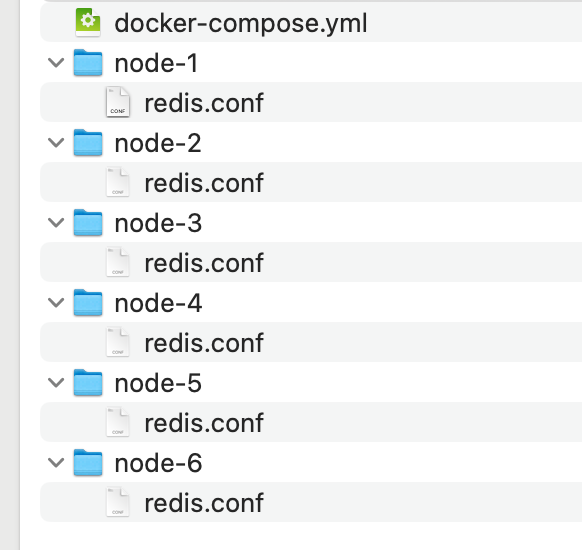 docker-compose.yml
node-1
CONF
redis.conf
node-2
CONF
redis.conf
node-3
CONF
redis.conf
node-4
CONF
redis.conf
node-5
CONF
redis.conf
node-6
CONF
redis.conf